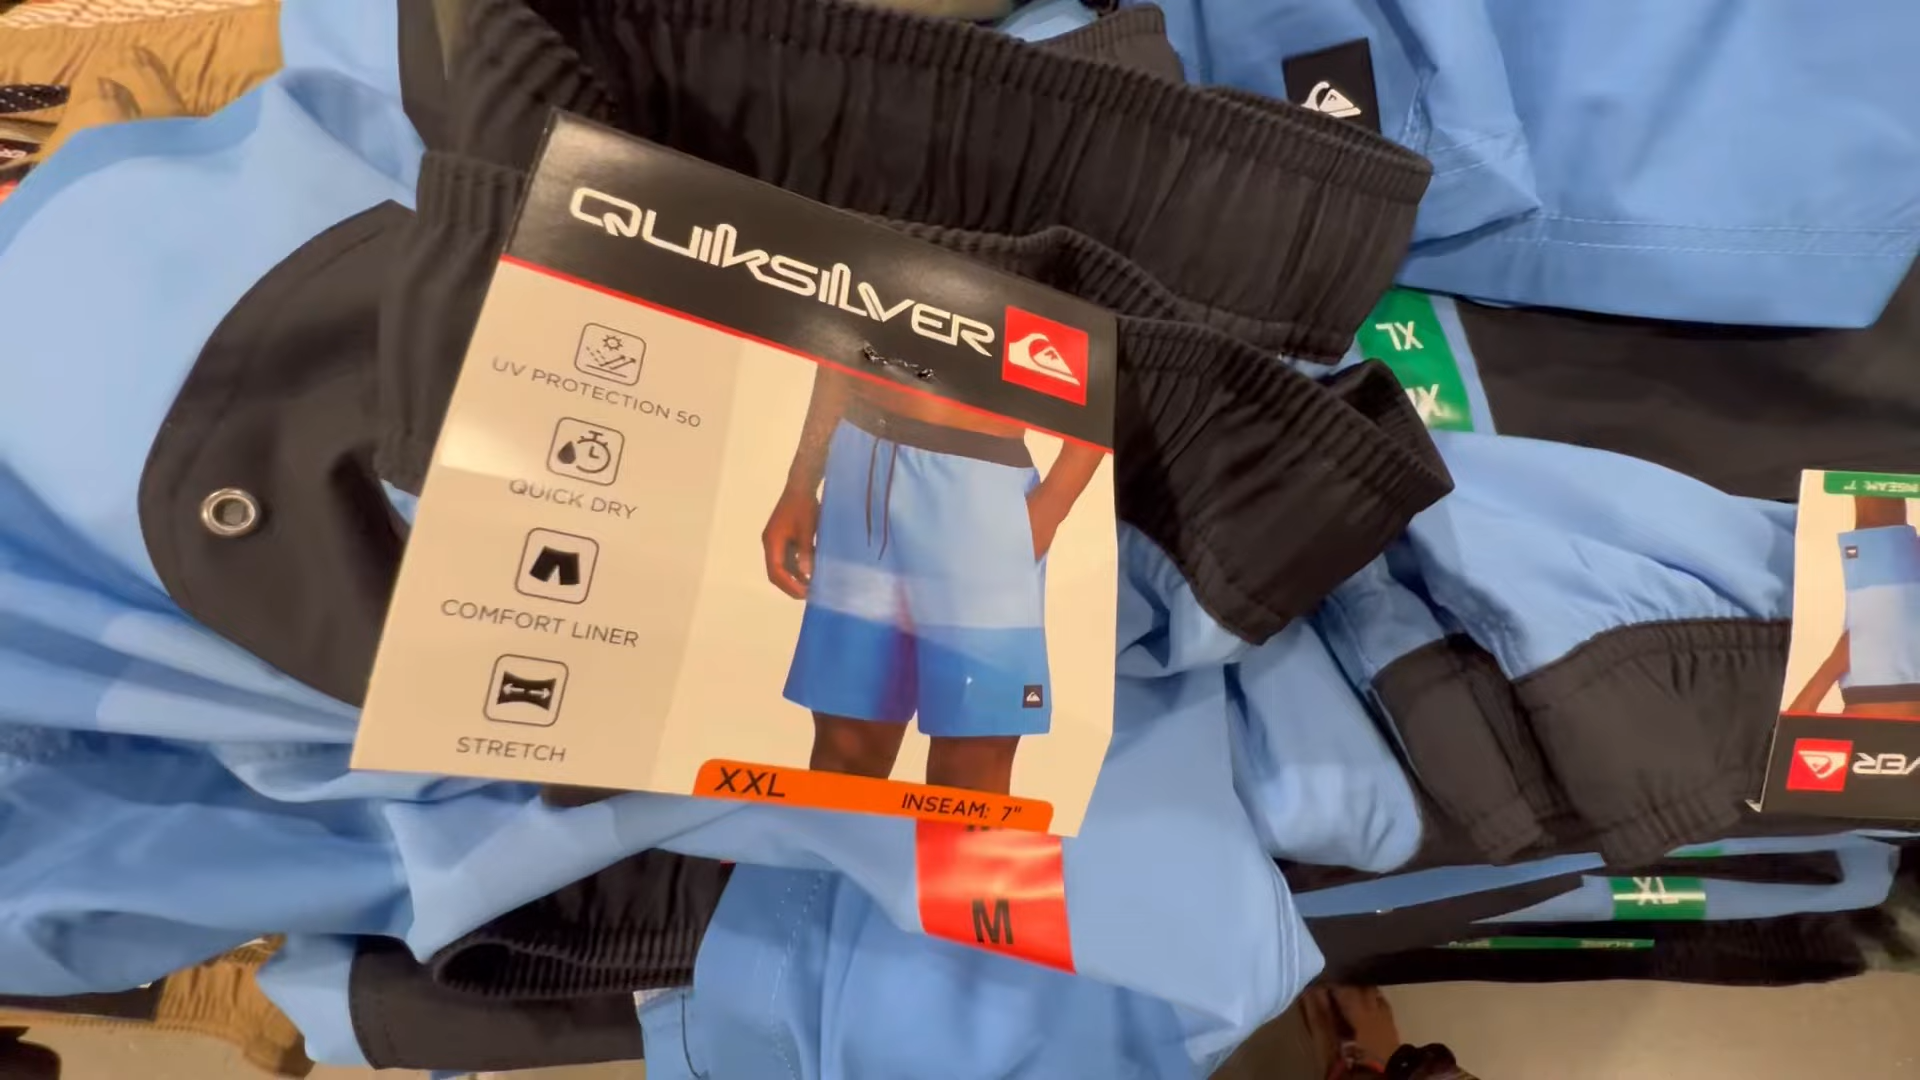 QUIKSILVER
UV PROTECTION 50
QUICK DRY
COMFORT LINER
STRETCH
XXL
INSEAM: 7"
M
XL
XL
INSEAM: 7"
VER
XL